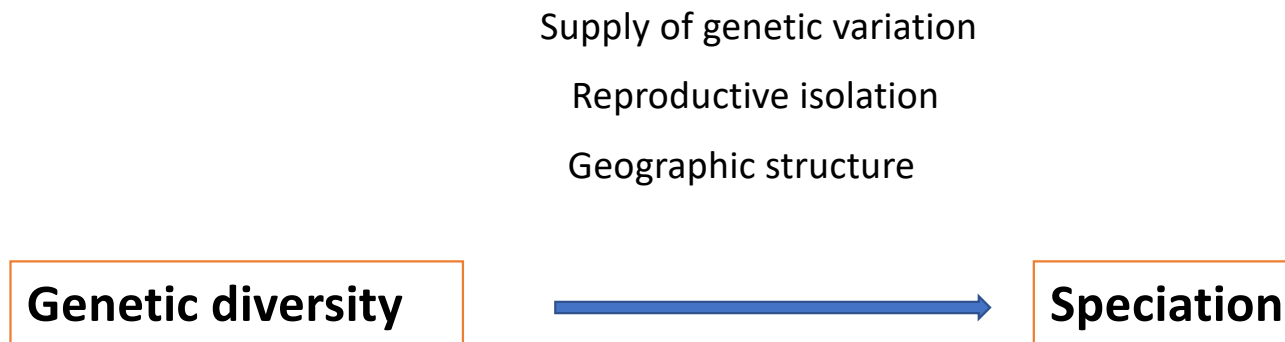 Supply of genetic variation
Reproductive isolation
Geographic structure
Genetic diversity
Speciation